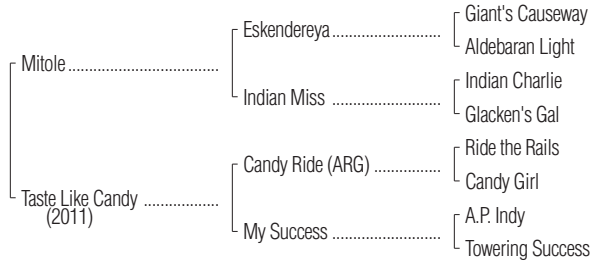 Giant's Causeway
Eskendereya ........................
Aldebaran Light
Mitole ..................................
Indian Charlie
Indian Miss ........................
Glacken's Gal
Ride the Rails
Candy Ride (ARG) ...............
Candy Girl
Taste Like Candy .................
(2011)
A.P. Indy
My Success ........................
Towering Success